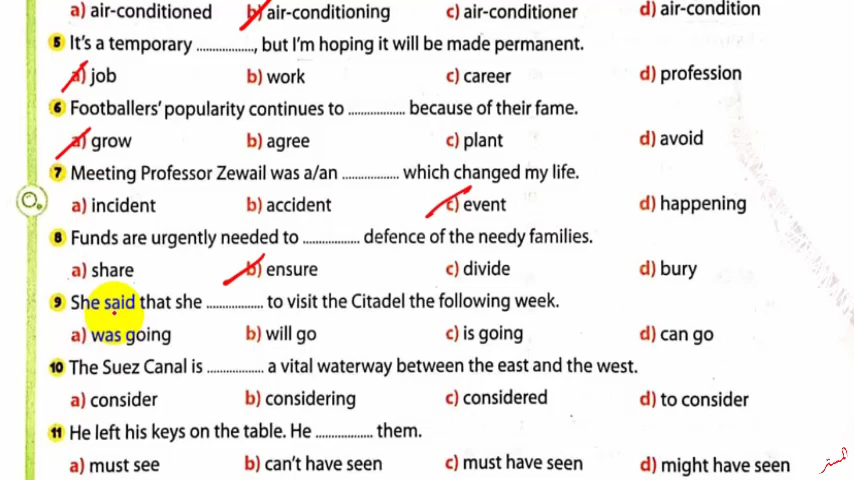 a) air-conditioned b) air-conditioning c) air-conditioner d) air-condition
5 It's a temporary .................., but I'm hoping it will be made permanent.
a) job b) work c) career d) profession
6 Footballers' popularity continues to .................. because of their fame.
a) grow b) agree c) plant d) avoid
7 Meeting Professor Zewail was a/an .................. which changed my life.
a) incident b) accident c) event d) happening
8 Funds are urgently needed to .................. defence of the needy families.
a) share b) ensure c) divide d) bury
9 She said that she .................. to visit the Citadel the following week.
a) was going b) will go c) is going d) can go
10 The Suez Canal is .................. a vital waterway between the east and the west.
a) consider b) considering c) considered d) to consider
11 He left his keys on the table. He .................. them.
a) must see b) can't have seen c) must have seen d) might have seen